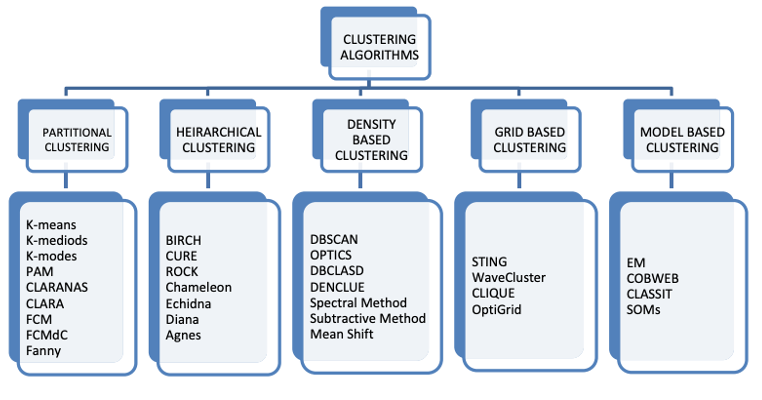 CLUSTERING
ALGORITHMS
PARTITIONAL
CLUSTERING
HEIRARCHICAL
CLUSTERING
DENSITY
BASED
CLUSTERING
GRID BASED
CLUSTERING
MODEL BASED
CLUSTERING
K-means
K-mediods
K-modes
PAM
CLARANAS
CLARA
FCM
FCMdC
Fanny
BIRCH
CURE
ROCK
Chameleon
Echidna
Diana
Agnes
DBSCAN
OPTICS
DBCLASD
DENCLUE
Spectral Method
Subtractive Method
Mean Shift
STING
WaveCluster
CLIQUE
OptiGrid
EM
COBWEB
CLASSIT
SOMs